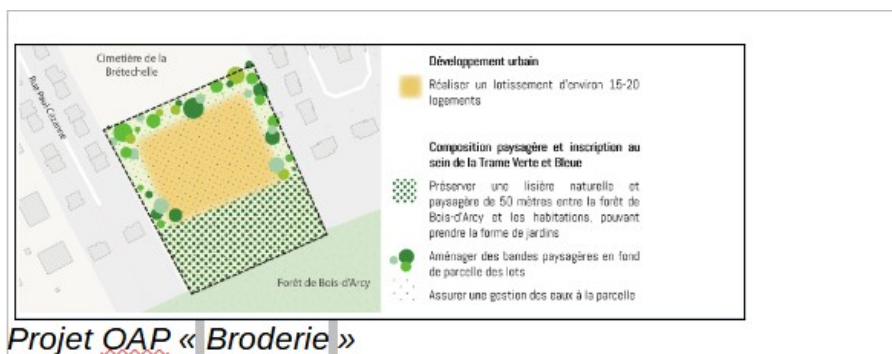 Cimetière de la
Brétechelle
Rue Paul Cézanne
Forêt de Bois-d'Arcy
Développement urbain
Réaliser un lotissement d'environ 15-20
logements
Composition paysagère et inscription au
sein de la Trame Verte et Bleue
Préserver une lisière naturelle et
paysagère de 50 mètres entre la forêt de
Bois-d'Arcy et les habitations, pouvant
prendre la forme de jardins
Aménager des bandes paysagères en fond
de parcelle des lots
Assurer une gestion des eaux à la parcelle
Projet OAP « Broderie »